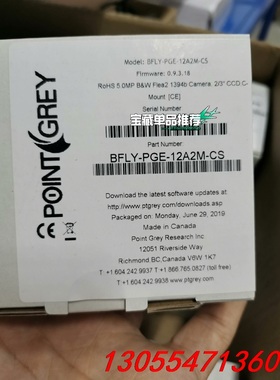 Model: BFLY-PGE-12A2M-CS
Firmware: 0.9.3.18
RoHS 5.0MP B&W Flea2 1394b Camera, 2/3" CCD C-
Mount [CE]
Serial Number
宝藏单品推荐
Part Number
BFLY-PGE-12A2M-CS
POINT GREY
Download the latest software updates at
http://www.ptgrey.com/downloads.asp
Packaged on: Monday, June 29, 2019
Made in Canada
Point Grey Research Inc
12051 Riverside Way
Richmond.BC,Canada V6W 1K7
T +1.604.242.9937 T +1.866.765.0827 (toll free)
T +1.604.242.9938 www.ptgrey.com
13055471360